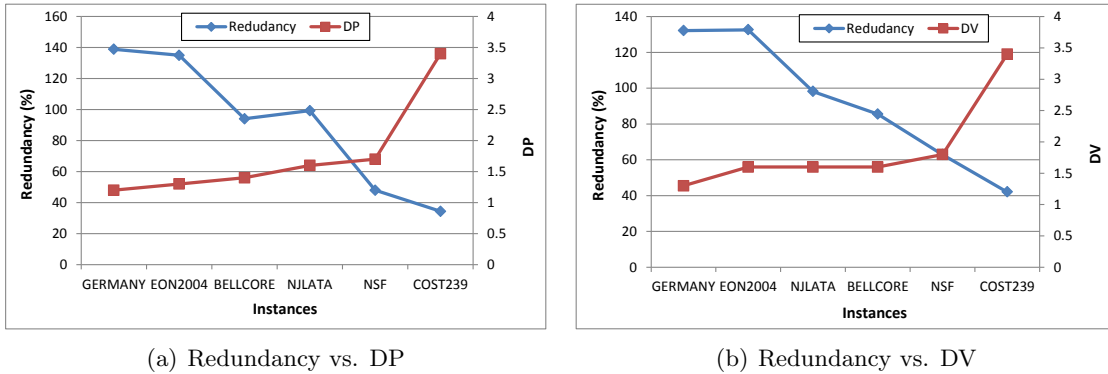 Redudancy
DP
160
140
120
100
80
60
40
20
0
Redundancy (%)
4
3.5
3
2.5
2
1.5
1
0.5
0
DP
GERMANY EON2004 BELLCORE NJLATA NSF COST239
Instances
(a) Redundancy vs. DP
Redudancy
DV
140
120
100
80
60
40
20
0
Redundancy (%)
4
3.5
3
2.5
2
1.5
1
0.5
0
DV
GERMANY EON2004 NJLATA BELLCORE NSF COST239
Instances
(b) Redundancy vs. DV